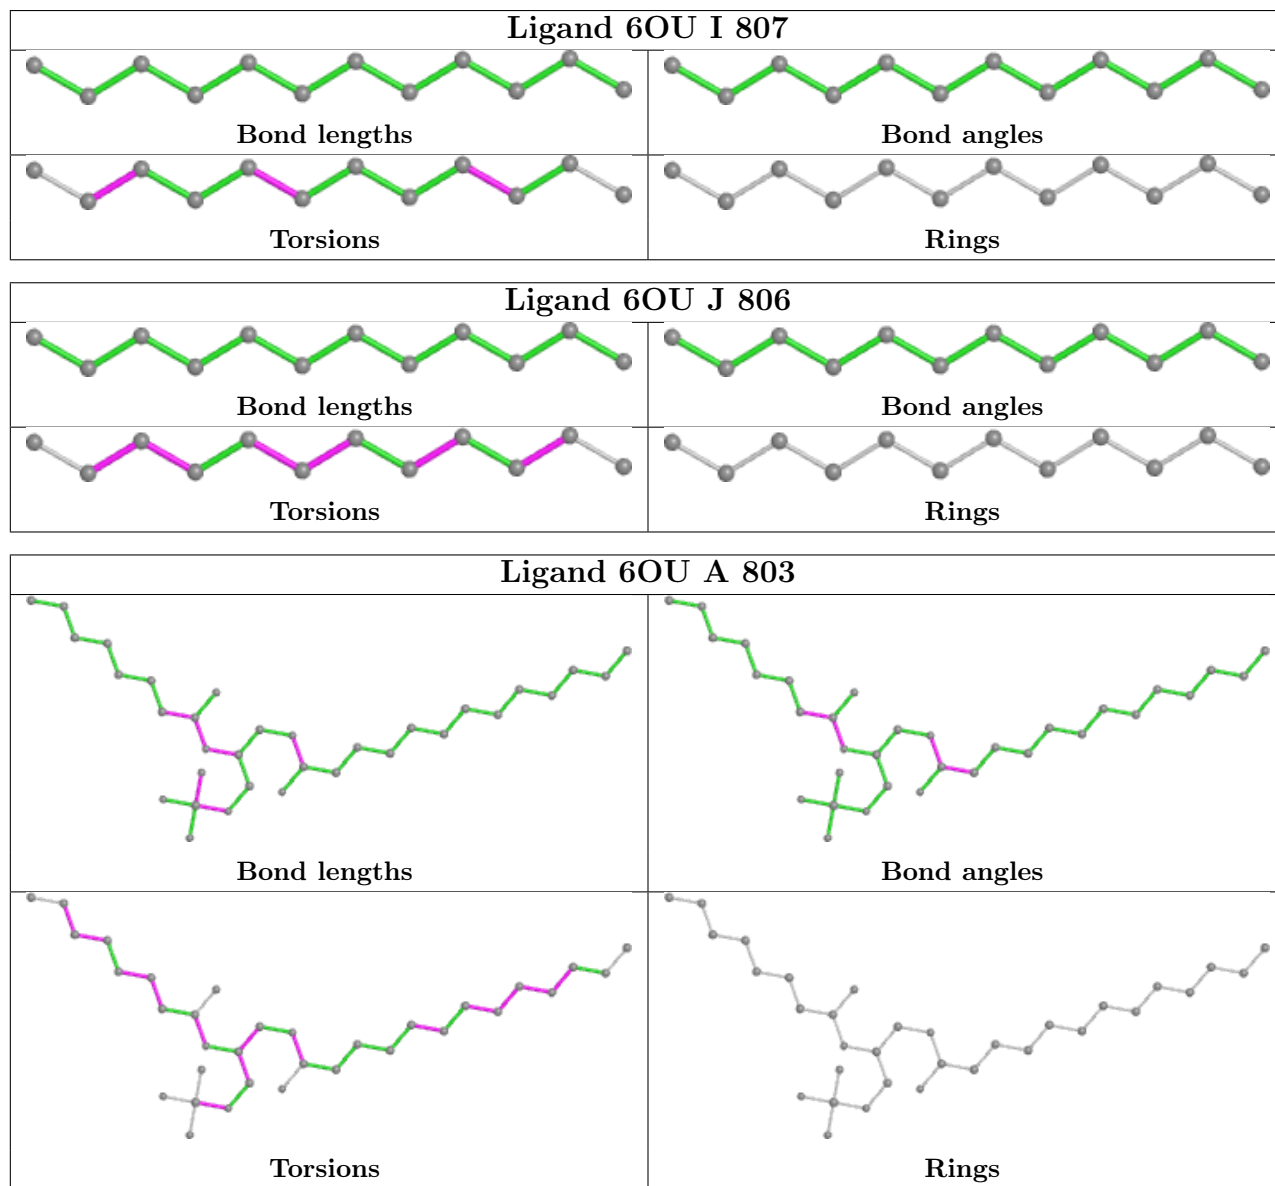 Ligand 6OU I 807
Bond lengths
Bond angles
Torsions
Rings
Ligand 6OU J 806
Bond lengths
Bond angles
Torsions
Rings
Ligand 6OU A 803
Bond lengths
Bond angles
Torsions
Rings